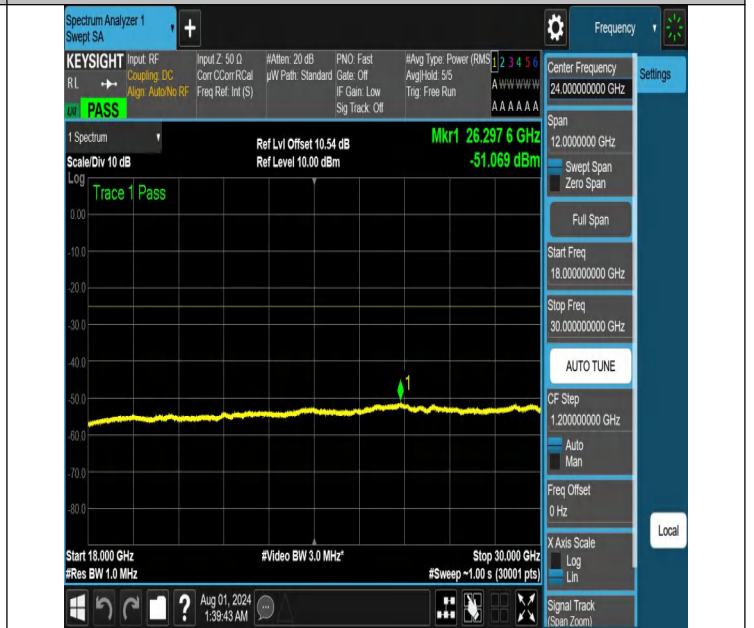 Spectrum Analyzer 1
Swept SA
+
Frequency
KEYSIGHT
RL
PASS
Input: RF
Coupling: DC
Align: Auto/No RF
Input Z: 50 Ω
Corr CCorr RCal
Freq Ref: Int (S)
#Atten: 20 dB
µW Path: Standard
PNO: Fast
Gate: Off
IF Gain: Low
Sig Track: Off
#Avg Type: Power (RMS
Avg|Hold: 5/5
Trig: Free Run
1 2 3 4 5 6
A W W W W W
A A A A A A
1 Spectrum
Scale/Div 10 dB
Ref Lvl Offset 10.54 dB
Ref Level 10.00 dBm
Mkr1 26.297 6 GHz
-51.069 dBm
Log
Trace 1 Pass
0.00
-10.0
-20.0
-30.0
-40.0
-50.0
-60.0
-70.0
-80.0
1
Start 18.000 GHz
#Res BW 1.0 MHz
#Video BW 3.0 MHz*
Stop 30.000 GHz
#Sweep ~1.00 s (30001 pts)
Center Frequency
24.000000000 GHz
Settings
Span
12.0000000 GHz
Swept Span
Zero Span
Full Span
Start Freq
18.000000000 GHz
Stop Freq
30.000000000 GHz
AUTO TUNE
CF Step
1.200000000 GHz
Auto
Man
Freq Offset
0 Hz
X Axis Scale
Log
Lin
Local
Signal Track
(Span Zoom)
?
Aug 01, 2024
1:39:43 AM